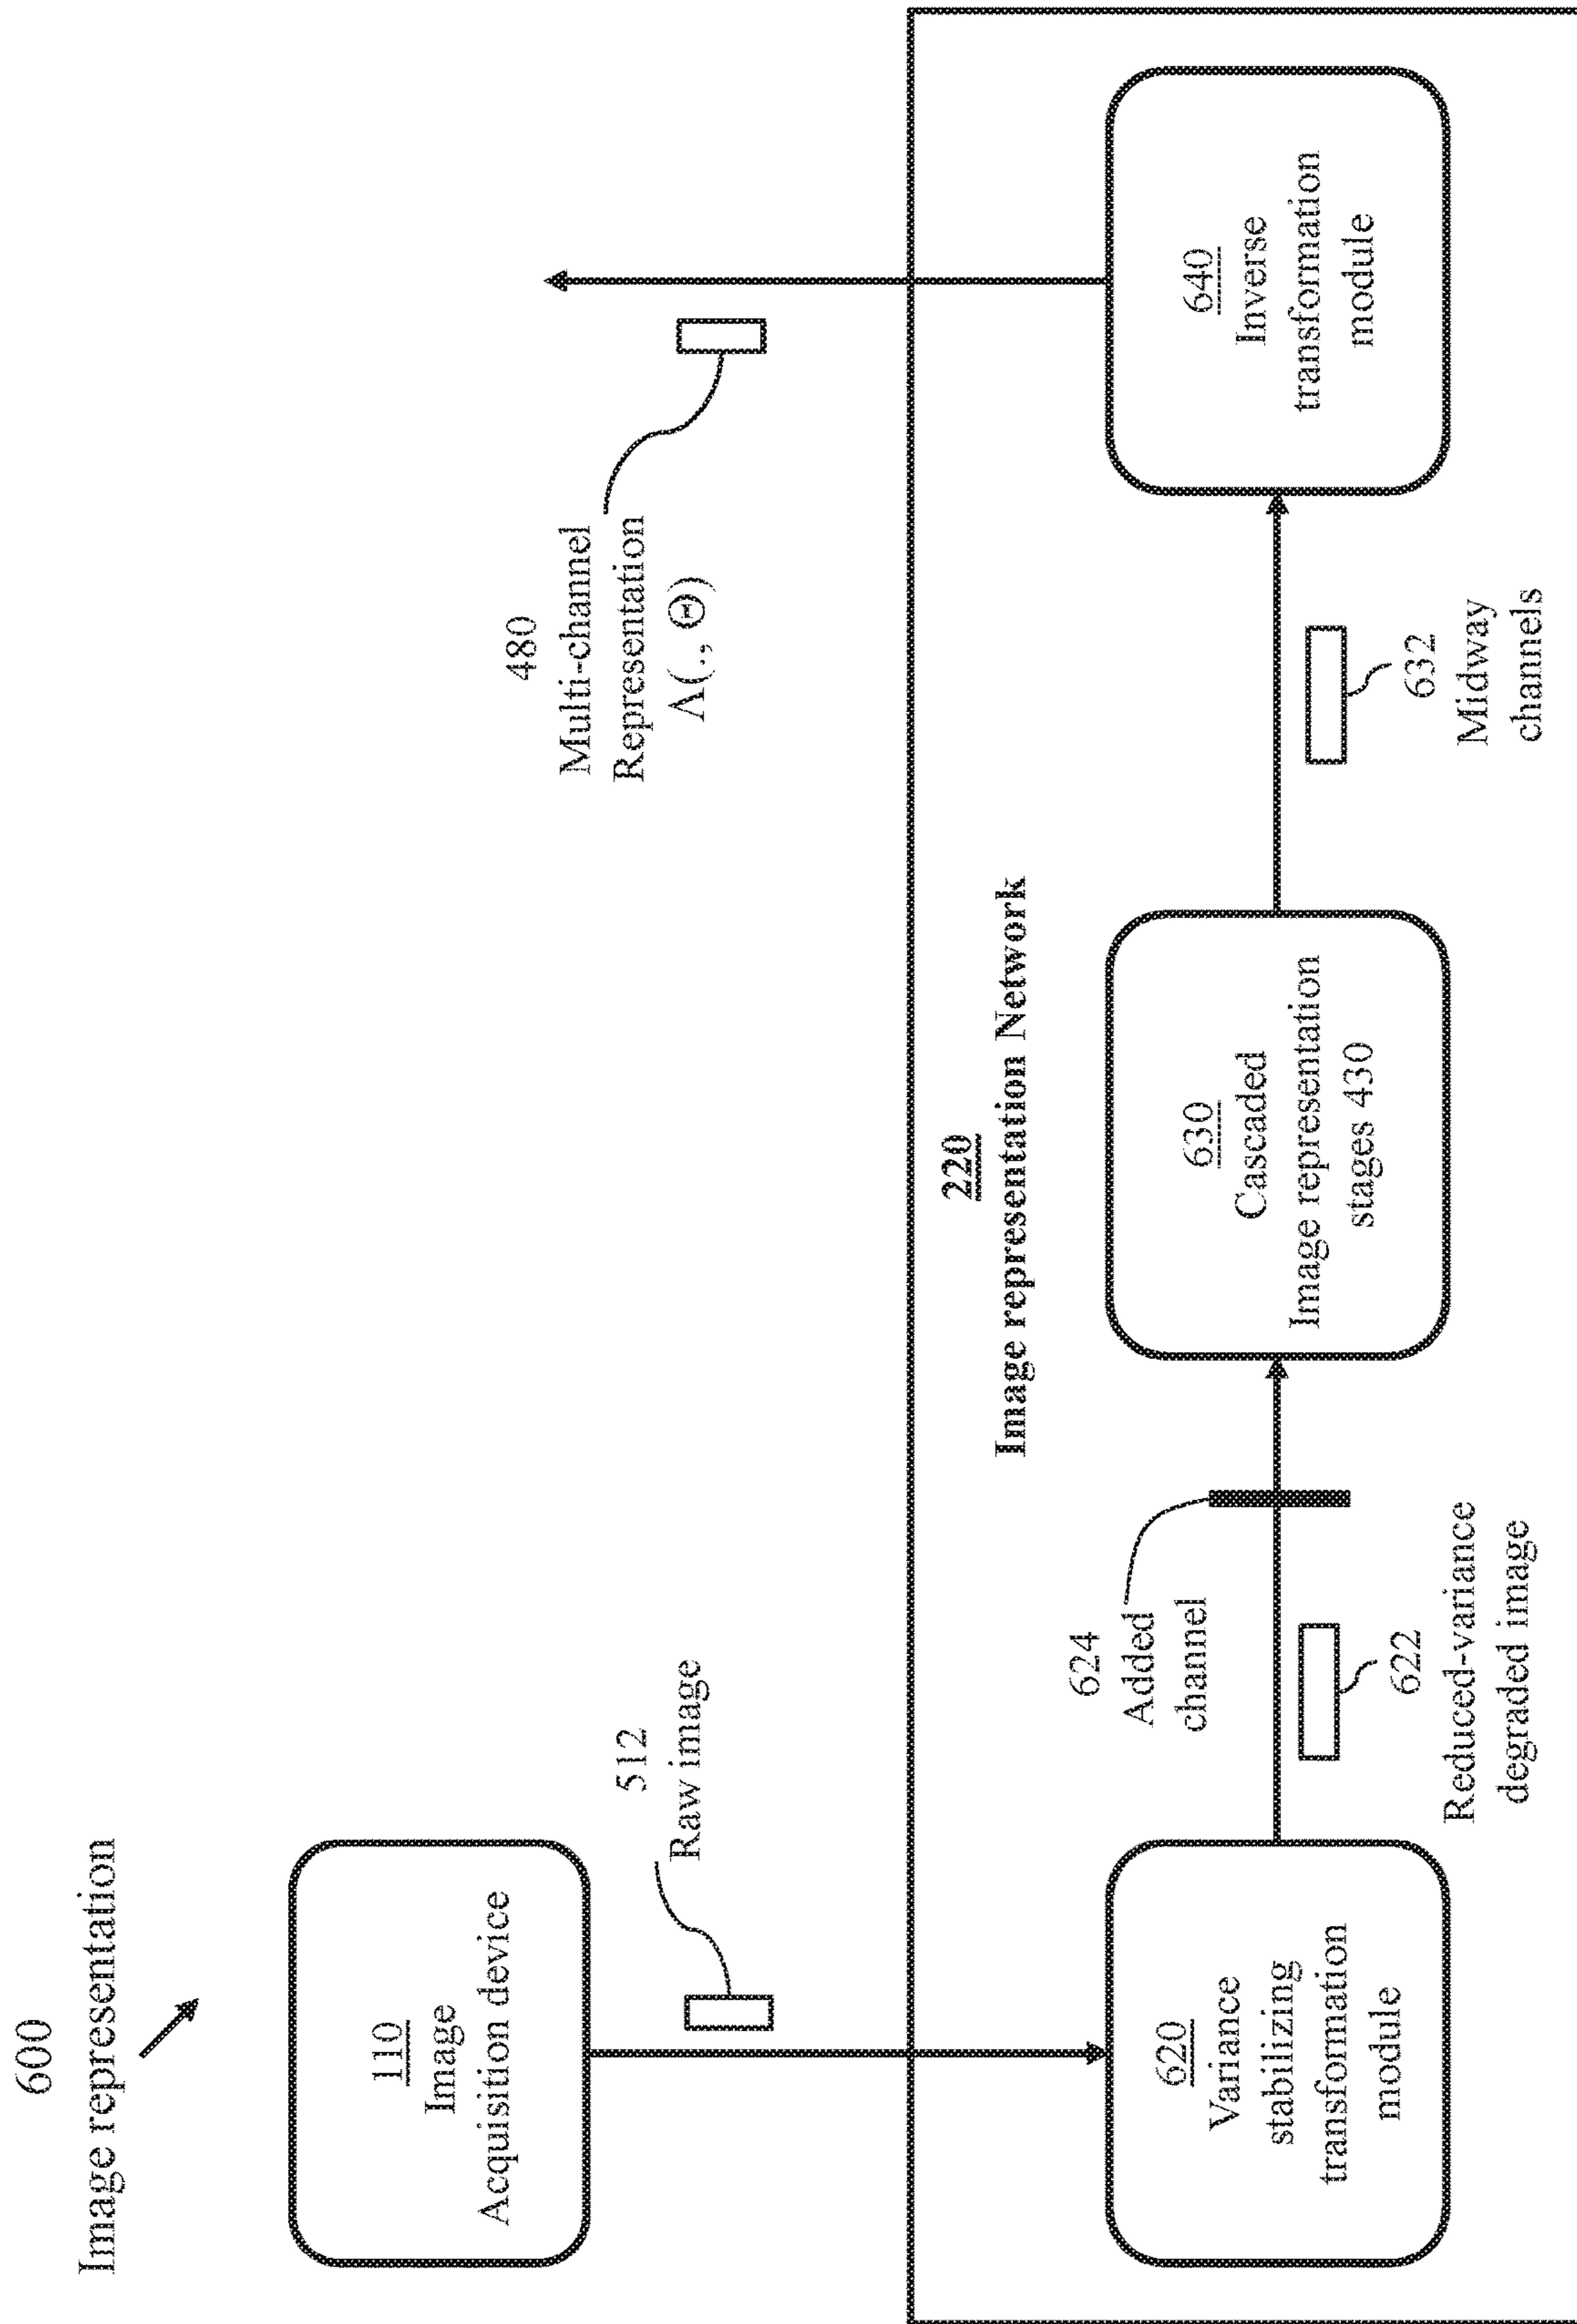 600
Image representation
110
Image
Acquisition device
512
Raw image
480
Multi-channel
Representation
Λ(., Θ)
220
Image representation Network
620
Variance
stabilizing
transformation
module
624
Added
channel
622
Reduced-variance
degraded image
630
Cascaded
Image representation
stages 430
632
Midway
channels
640
Inverse
transformation
module